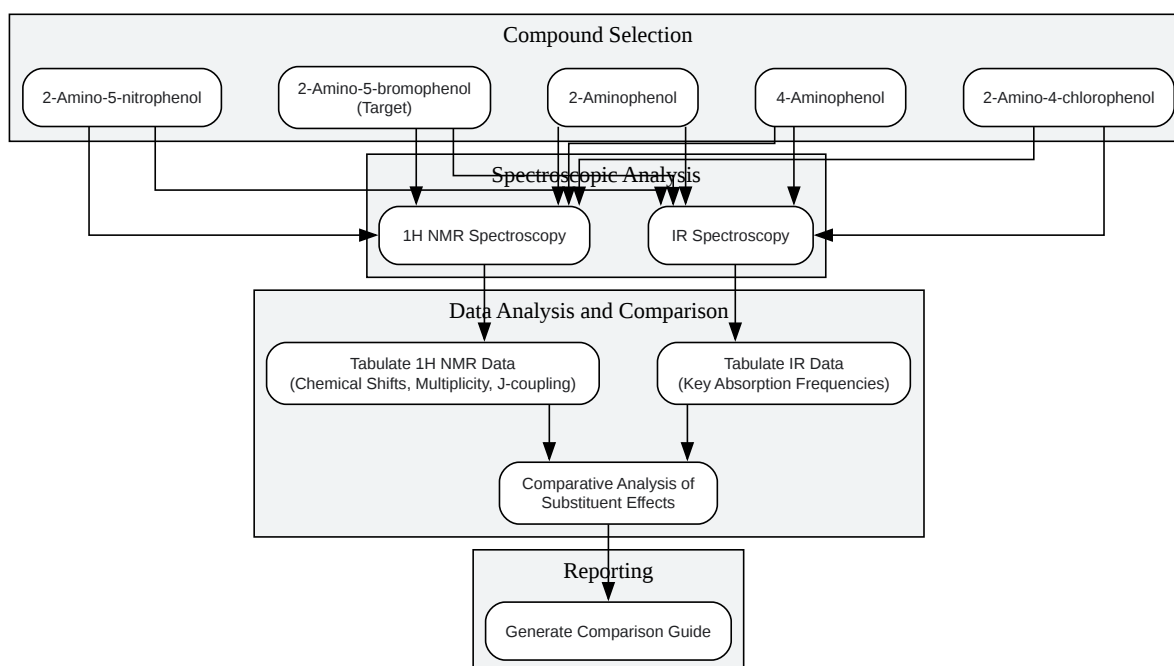 Compound Selection
2-Amino-5-nitrophenol
2-Amino-5-bromophenol
(Target)
2-Aminophenol
4-Aminophenol
2-Amino-4-chlorophenol
Spectroscopic Analysis
1H NMR Spectroscopy
IR Spectroscopy
Data Analysis and Comparison
Tabulate 1H NMR Data
(Chemical Shifts, Multiplicity, J-coupling)
Tabulate IR Data
(Key Absorption Frequencies)
Comparative Analysis of
Substituent Effects
Reporting
Generate Comparison Guide